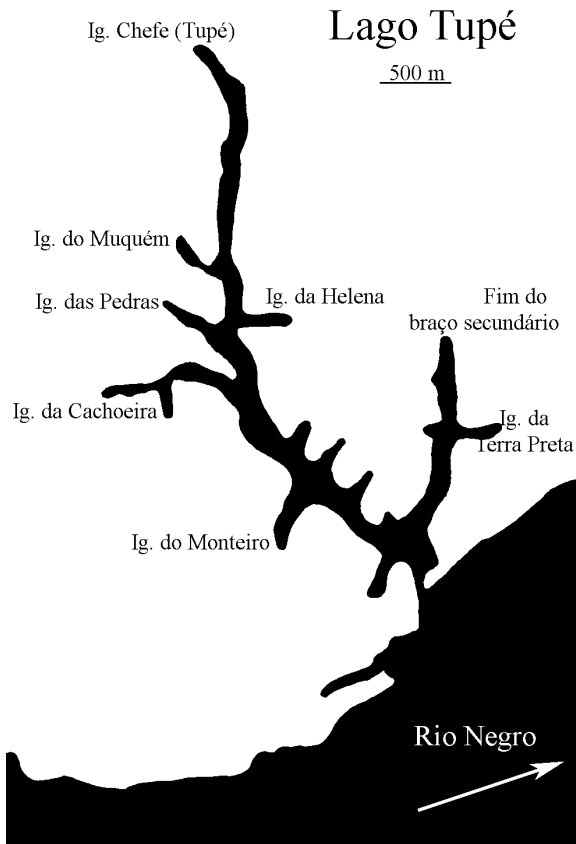 Ig. Chefe (Tupé)
Lago Tupé
500 m
Ig. do Muquém
Ig. das Pedras
Ig. da Helena
Fim do
braço secundário
Ig. da Cachoeira
Ig. da
Terra Preta
Ig. do Monteiro
Rio Negro